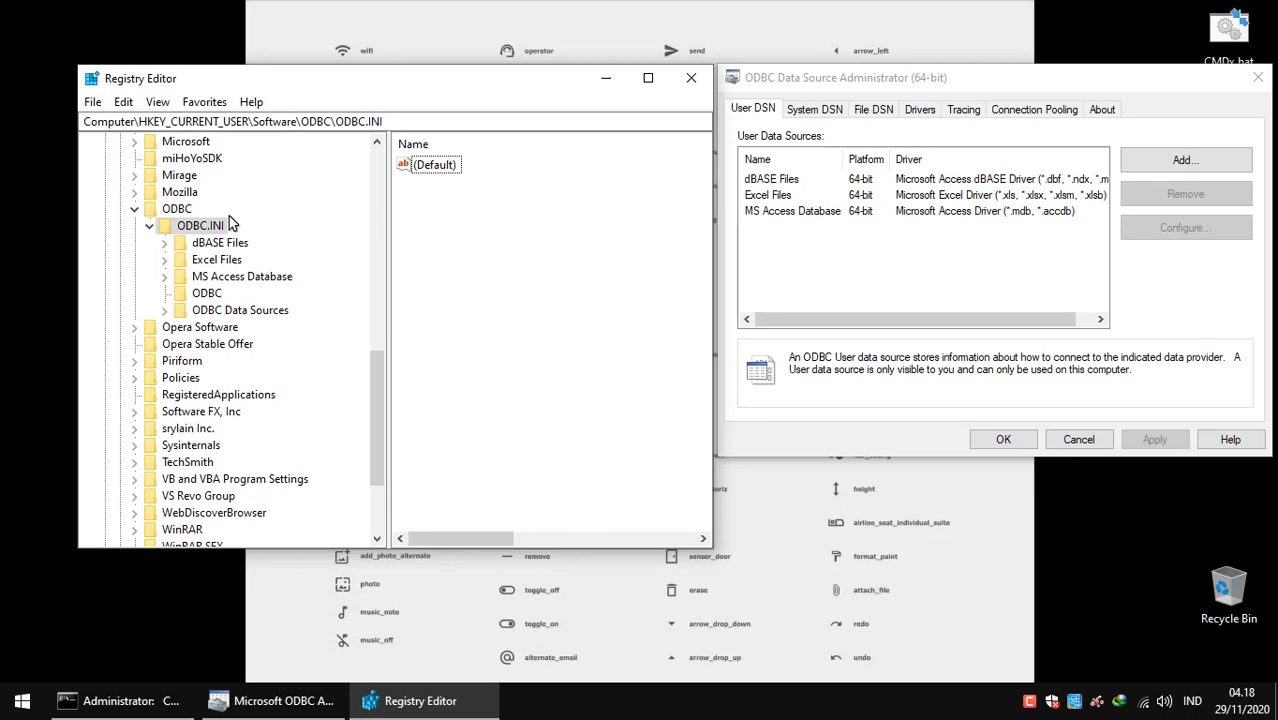 wifi
operator
send
arrow_left
Registry Editor
File Edit View Favorites Help
Computer\HKEY_CURRENT_USER\Software\ODBC\ODBC.INI
Microsoft
miHoYoSDK
Mirage
Mozilla
ODBC
ODBC.INI
dBASE Files
Excel Files
MS Access Database
ODBC
ODBC Data Sources
Opera Software
Opera Stable Offer
Piriform
Policies
RegisteredApplications
Software FX, Inc
srylain Inc.
Sysinternals
TechSmith
VB and VBA Program Settings
VS Revo Group
WebDiscoverBrowser
WinRAR
WinRAR SFX
Name
ab (Default)
ODBC Data Source Administrator (64-bit)
User DSN System DSN File DSN Drivers Tracing Connection Pooling About
User Data Sources:
Name Platform Driver
dBASE Files 64-bit Microsoft Access dBASE Driver (*.dbf, *.ndx, *.m
Excel Files 64-bit Microsoft Excel Driver (*.xls, *.xlsx, *.xlsm, *.xlsb)
MS Access Database 64-bit Microsoft Access Driver (*.mdb, *.accdb)
Add...
Remove
Configure...
An ODBC User data source stores information about how to connect to the indicated data provider. A
User data source is only visible to you and can only be used on this computer.
OK Cancel Apply Help
height
airline_seat_individual_suite
add_photo_alternate
remove
sensor_door
format_paint
photo
toggle_off
erase
attach_file
music_note
toggle_on
arrow_drop_down
redo
music_off
alternate_email
arrow_drop_up
undo
CMDx.bat
Recycle Bin
Administrator: C...
Microsoft ODBC A...
Registry Editor
IND
04.18
29/11/2020